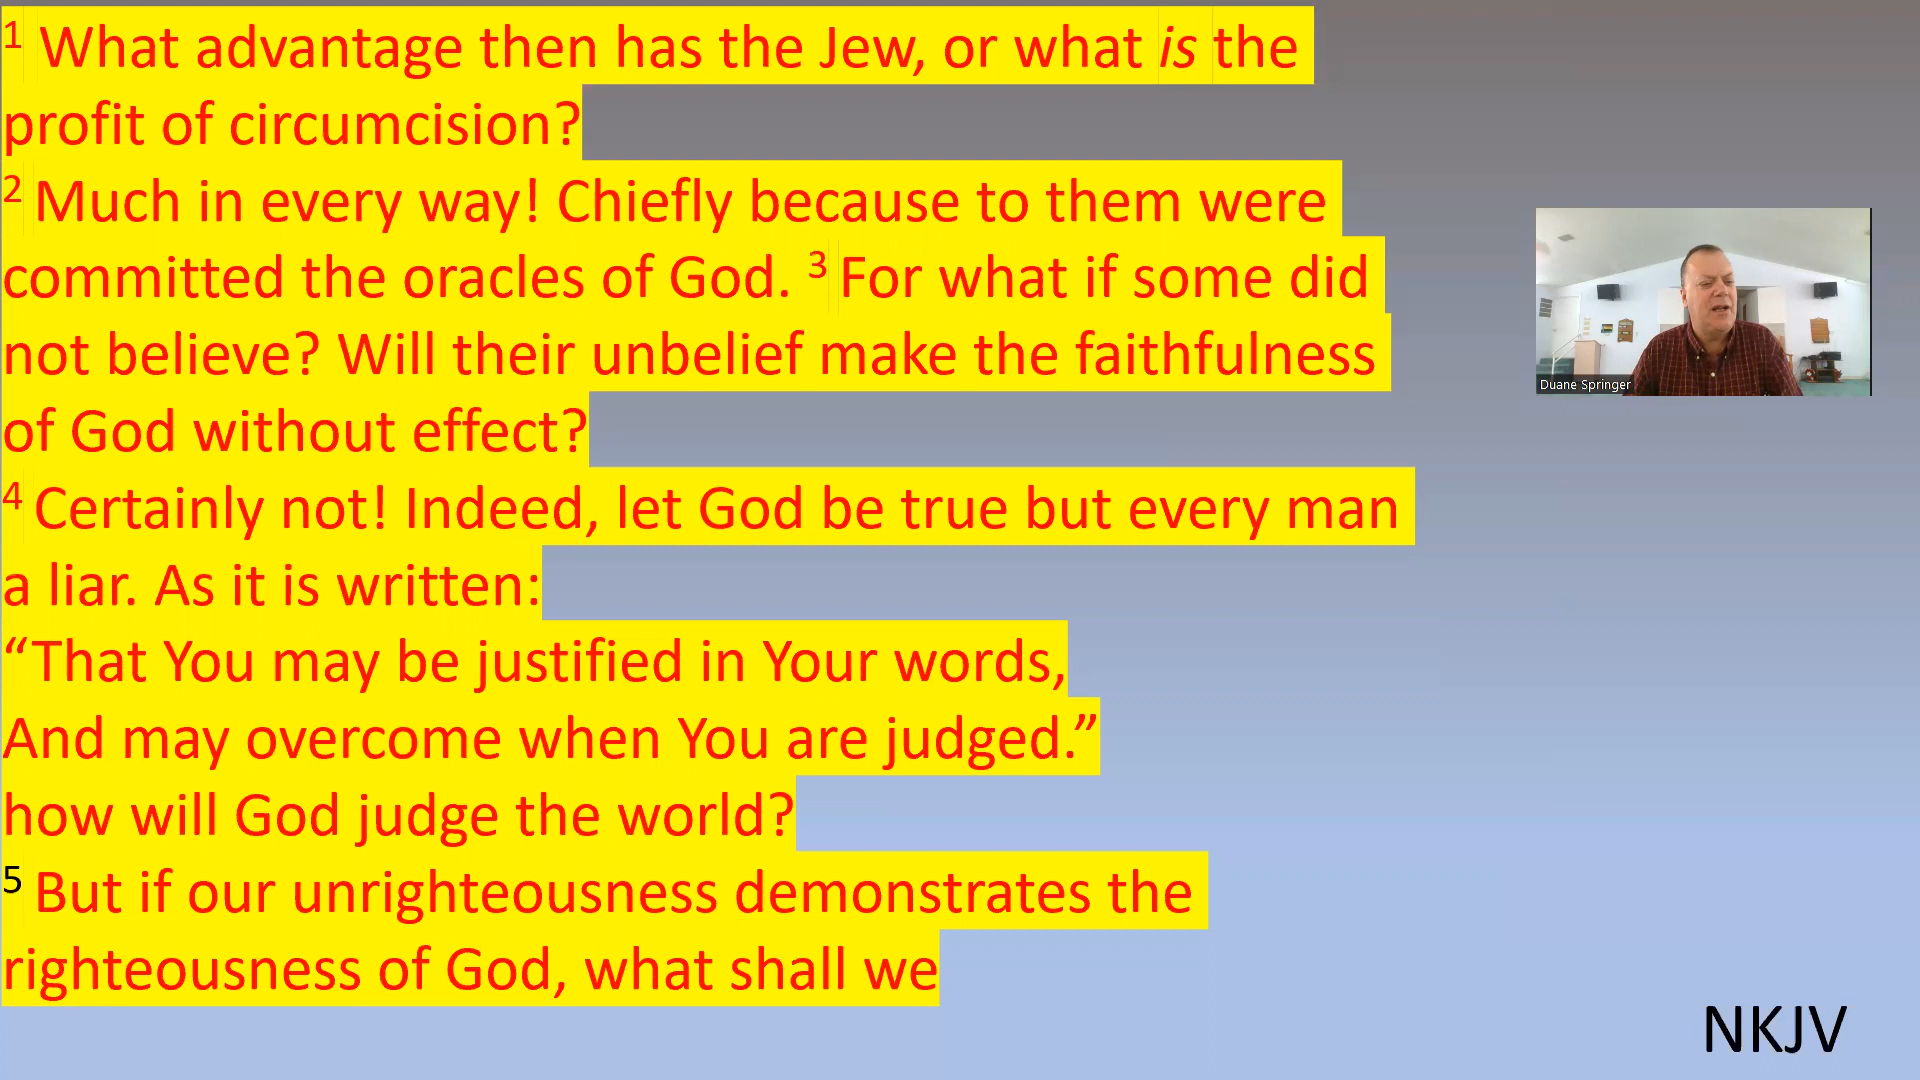 1 What advantage then has the Jew, or what is the
profit of circumcision?
2 Much in every way! Chiefly because to them were
committed the oracles of God. 3 For what if some did
not believe? Will their unbelief make the faithfulness
of God without effect?
4 Certainly not! Indeed, let God be true but every man
a liar. As it is written:
“That You may be justified in Your words,
And may overcome when You are judged.”
how will God judge the world?
5 But if our unrighteousness demonstrates the
righteousness of God, what shall we
Duane Springer
NKJV